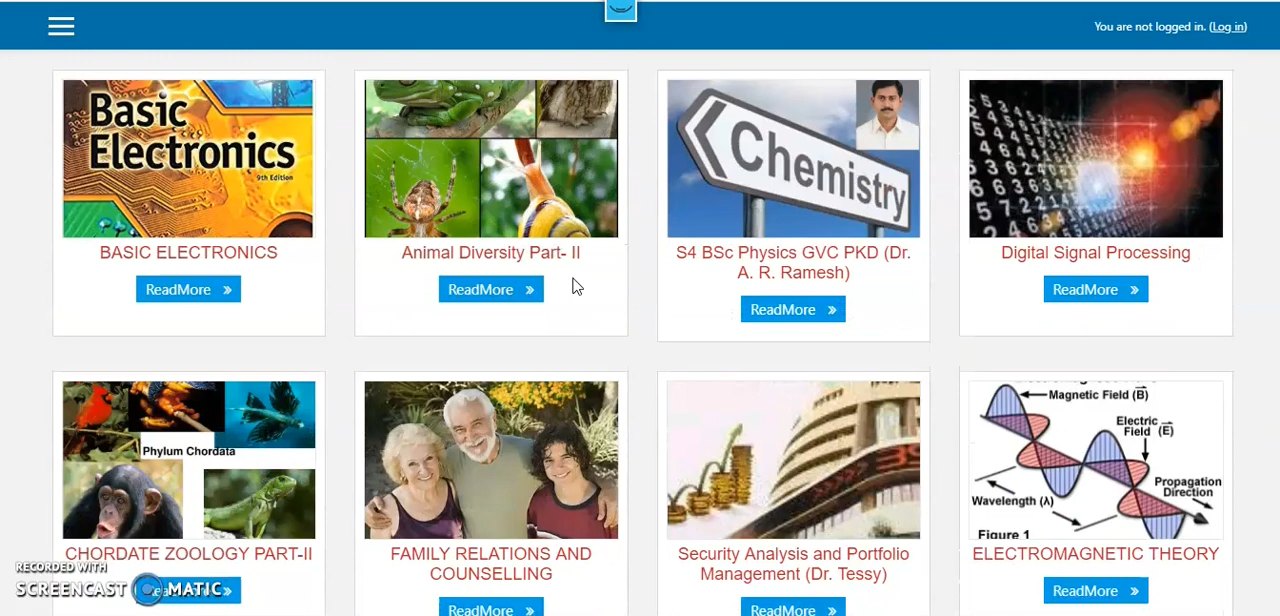 You are not logged in. (Log in)
Basic
Electronics
9th Edition
Chemistry
BASIC ELECTRONICS
Animal Diversity Part- II
S4 BSc Physics GVC PKD (Dr.
A. R. Ramesh)
Digital Signal Processing
ReadMore »
ReadMore »
ReadMore »
ReadMore »
Phylum Chordata
Magnetic Field (B)
Electric
Field (E)
Propagation
Direction
Wavelength (λ)
Figure 1
CHORDATE ZOOLOGY PART-II
FAMILY RELATIONS AND
COUNSELLING
Security Analysis and Portfolio
Management (Dr. Tessy)
ELECTROMAGNETIC THEORY
ReadMore »
ReadMore »
ReadMore »
RECORDED WITH
SCREENCAST MATIC